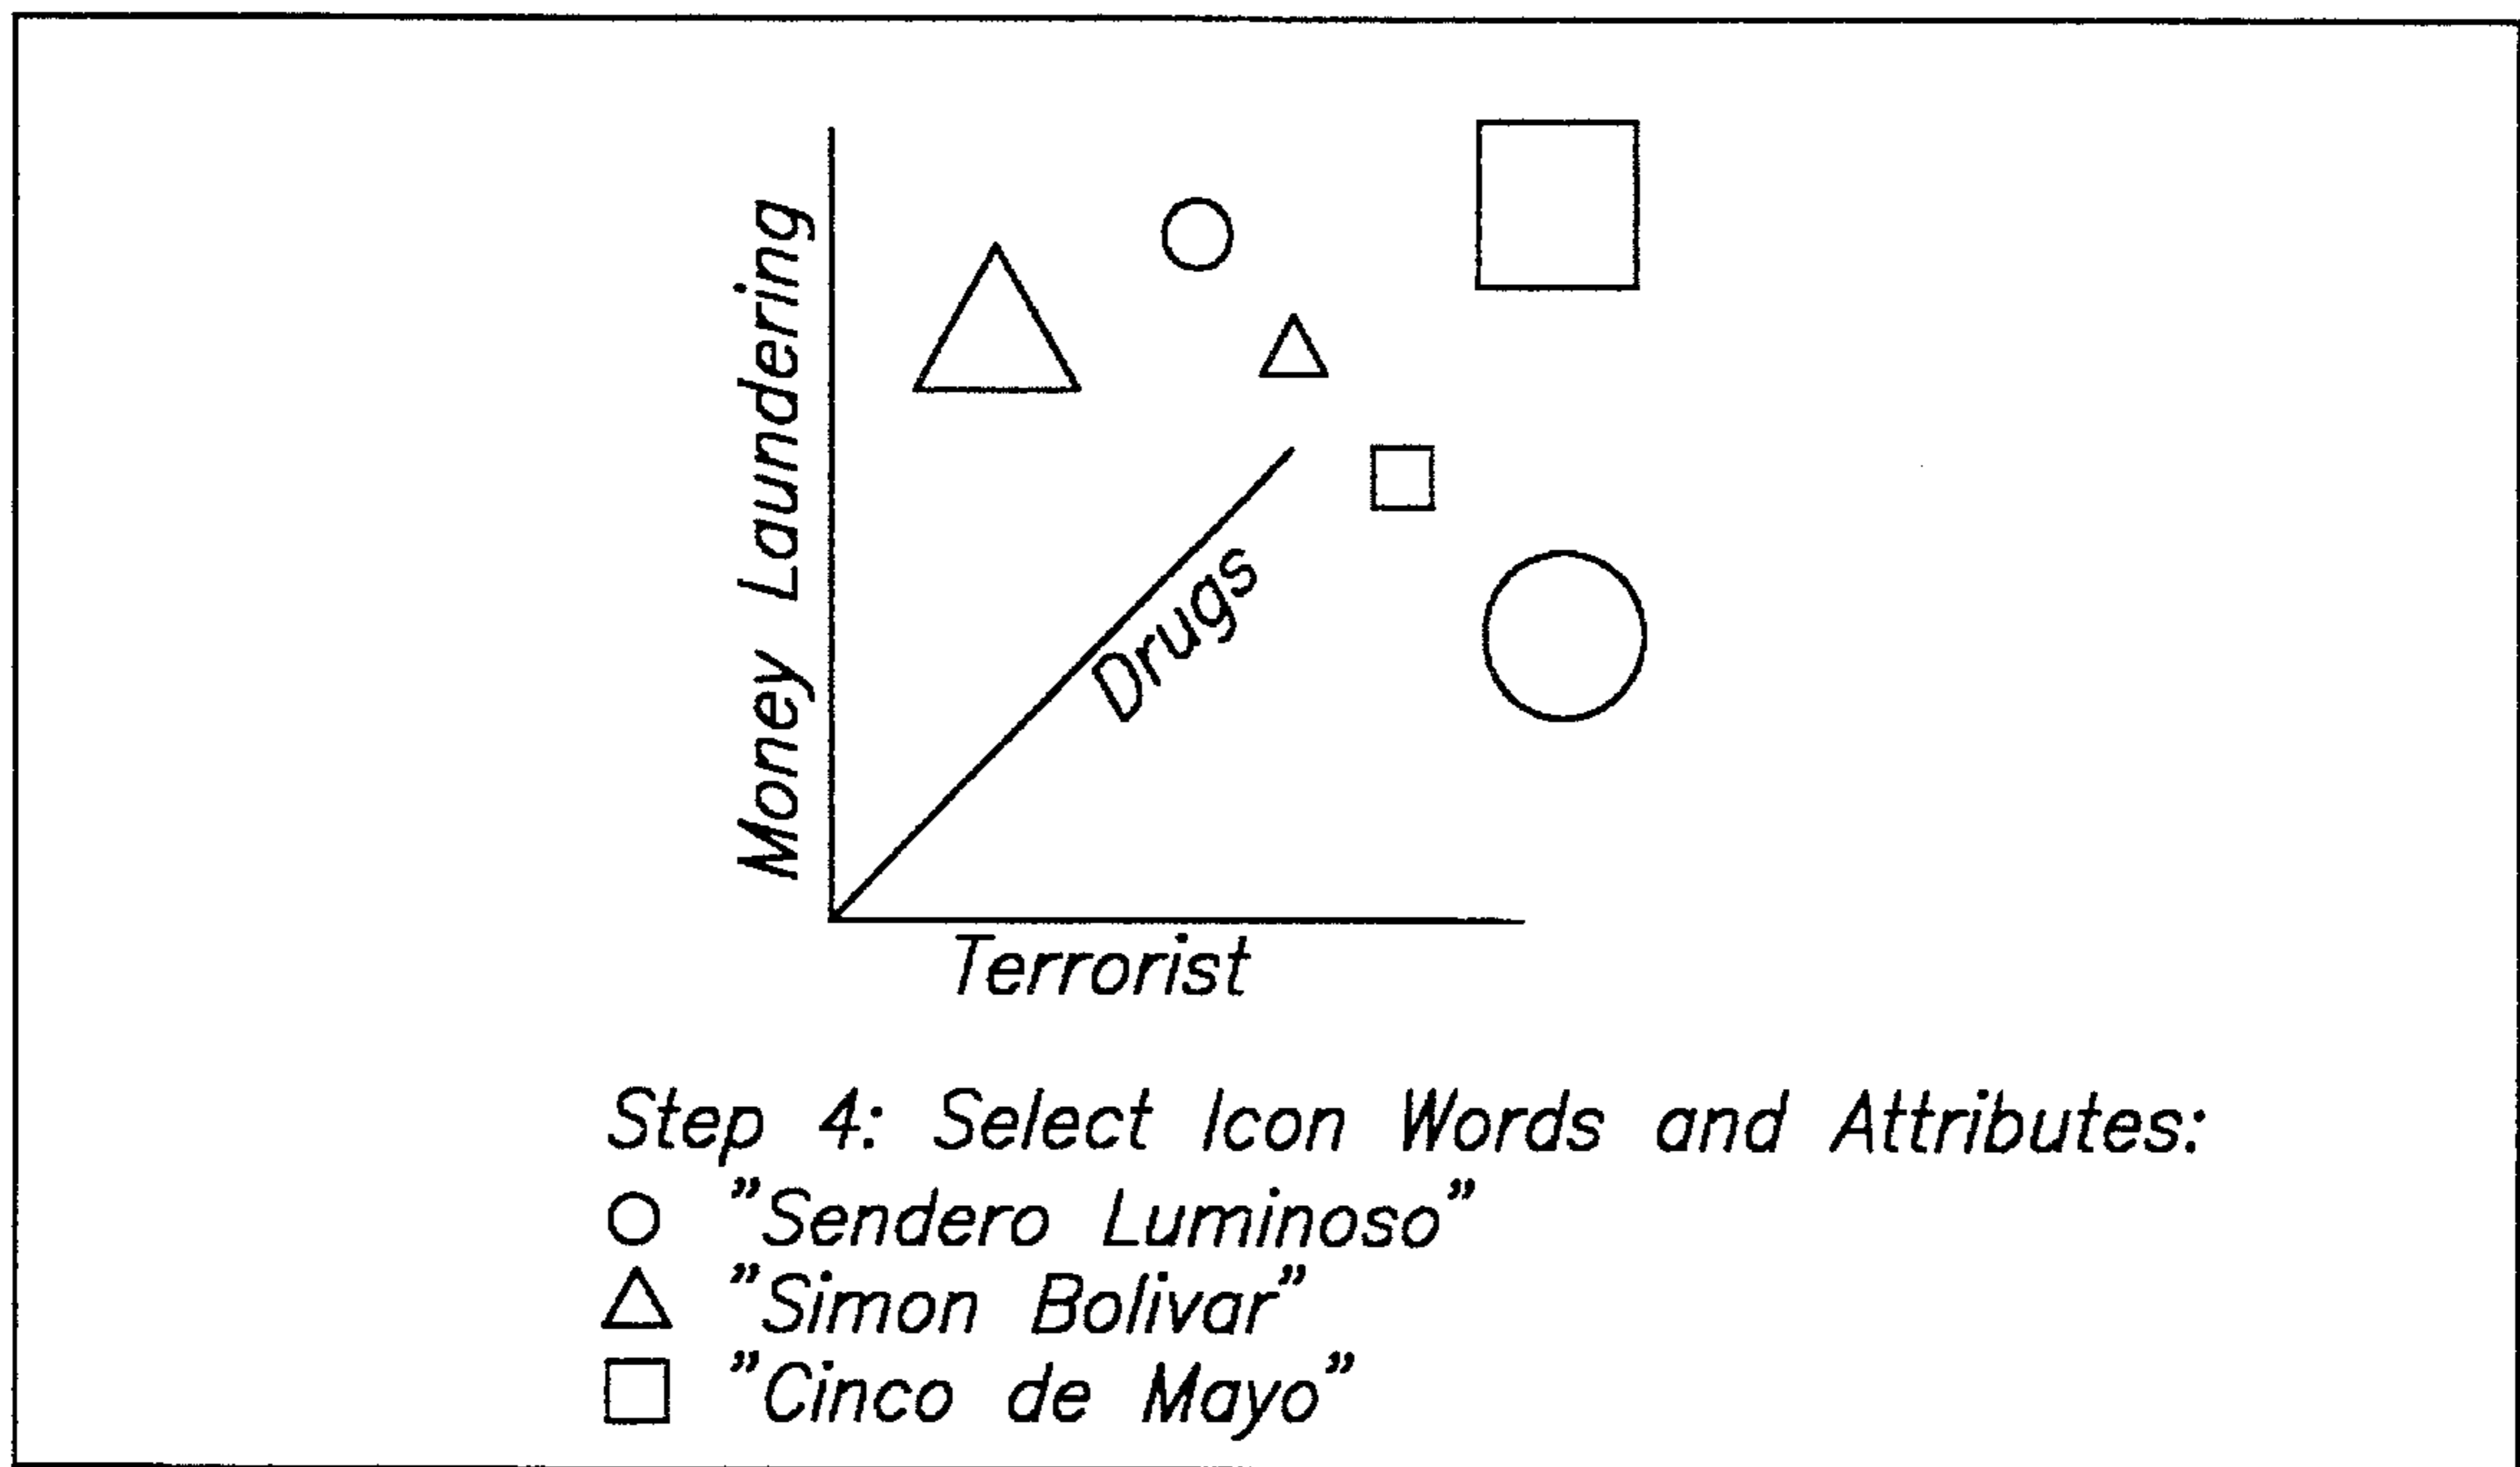 Money Laundering
Drugs
Terrorist
Step 4: Select Icon Words and Attributes:
"Sendero Luminoso"
"Simon Bolivar"
"Cinco de Mayo"